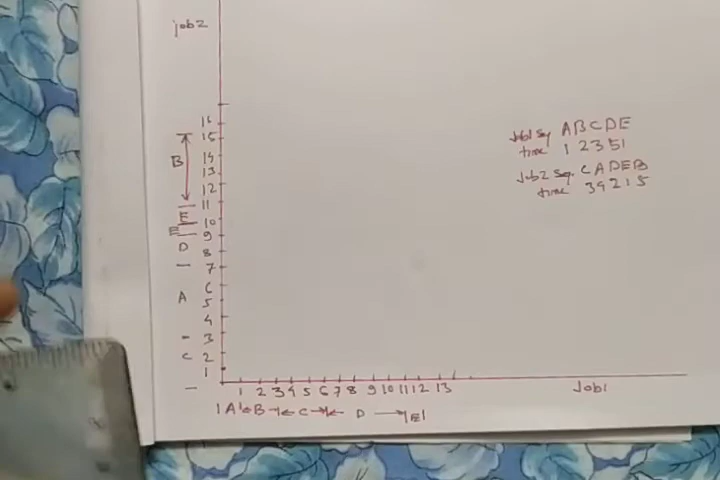 job2
16
15
B
14
13
12
11
E
10
E
9
D
8
7
6
A
5
4
3
C
2
1
1 2 3 4 5 6 7 8 9 10 11 12 13
Job1
A B C D E
Job1 Sq A B C D E
time 1 2 3 5 1
Job2 Sq. C A D E B
time 3 4 2 1 5